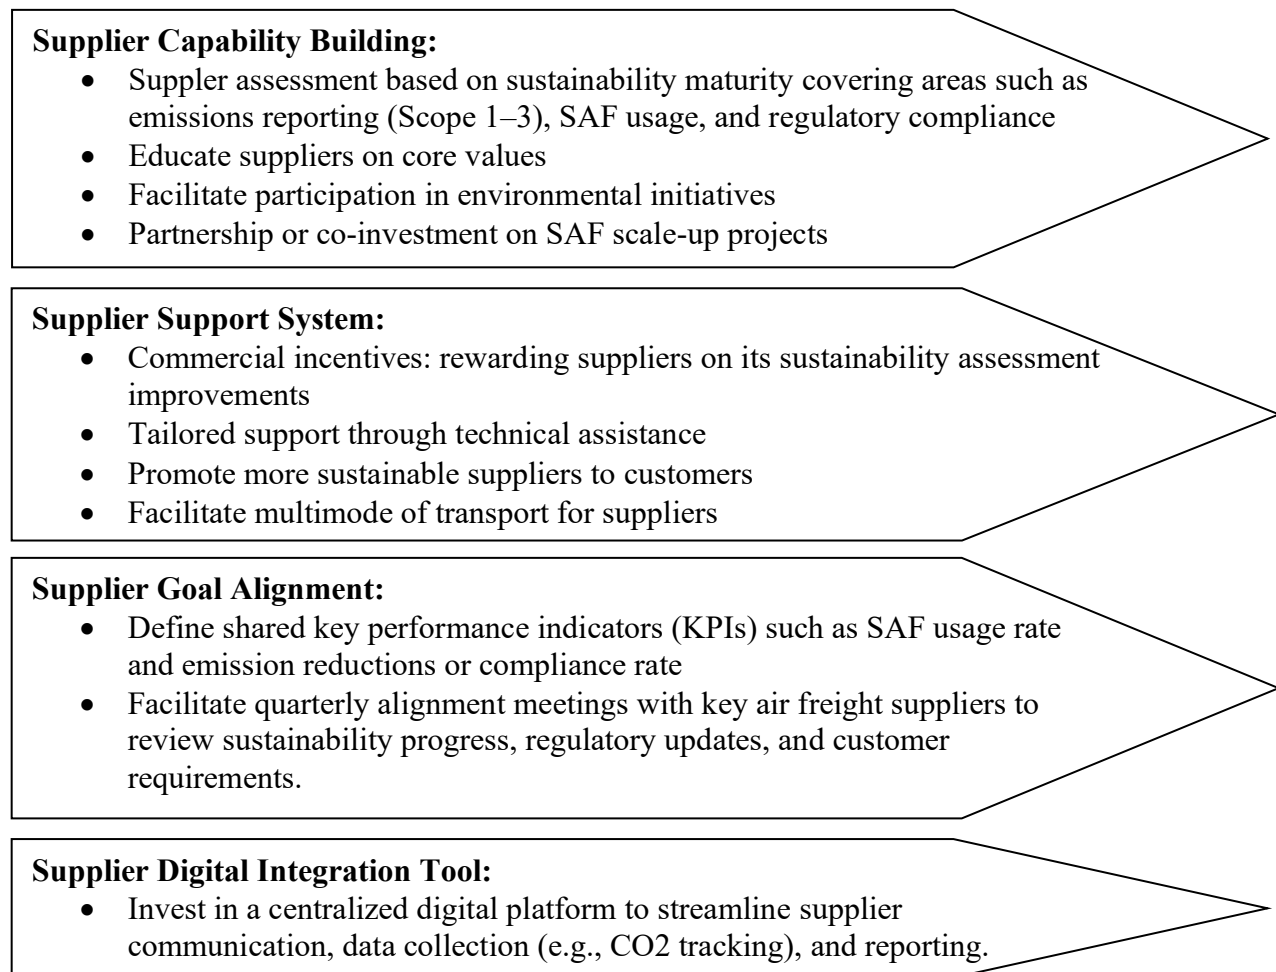 Supplier Capability Building:
• Suppler assessment based on sustainability maturity covering areas such as
emissions reporting (Scope 1–3), SAF usage, and regulatory compliance
• Educate suppliers on core values
• Facilitate participation in environmental initiatives
• Partnership or co-investment on SAF scale-up projects
Supplier Support System:
• Commercial incentives: rewarding suppliers on its sustainability assessment
improvements
• Tailored support through technical assistance
• Promote more sustainable suppliers to customers
• Facilitate multimode of transport for suppliers
Supplier Goal Alignment:
• Define shared key performance indicators (KPIs) such as SAF usage rate
and emission reductions or compliance rate
• Facilitate quarterly alignment meetings with key air freight suppliers to
review sustainability progress, regulatory updates, and customer
requirements.
Supplier Digital Integration Tool:
• Invest in a centralized digital platform to streamline supplier
communication, data collection (e.g., CO2 tracking), and reporting.